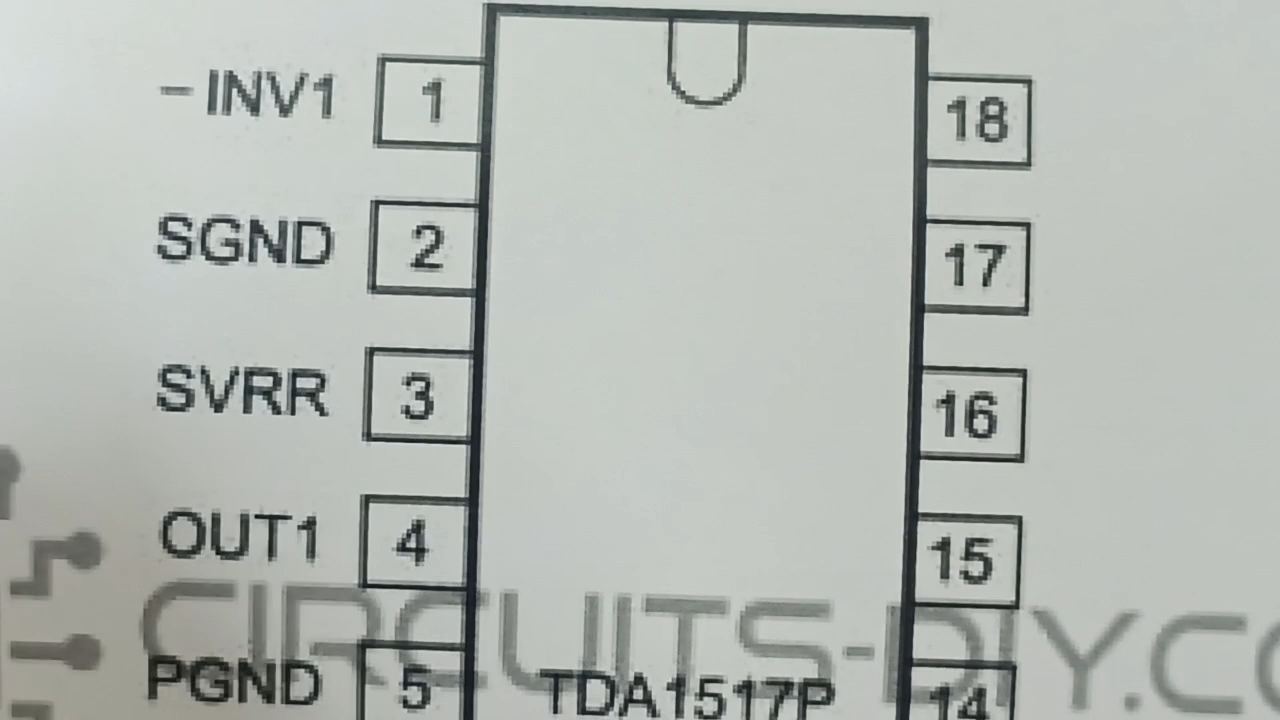 -INV1 1 18
SGND 2 17
SVRR 3 16
OUT1 4 15
CIRCUITS-DIY.CO
PGND 5 TDA1517P 14